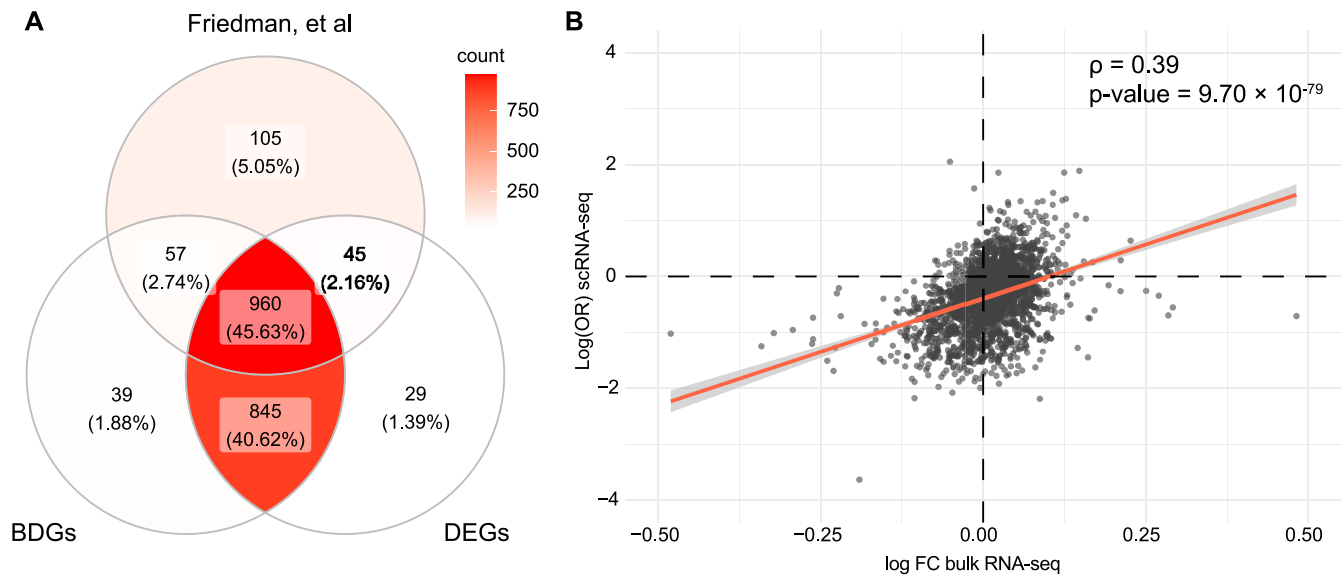 A
Friedman, et al
count
750
500
250
105
(5.05%)
57
(2.74%)
45
(2.16%)
960
(45.63%)
39
(1.88%)
845
(40.62%)
29
(1.39%)
BDGs
DEGs
B
ρ = 0.39
p-value = 9.70 × 10⁻⁷⁹
Log(OR) scRNA-seq
4
2
0
−2
−4
−0.50
−0.25
0.00
0.25
0.50
log FC bulk RNA-seq